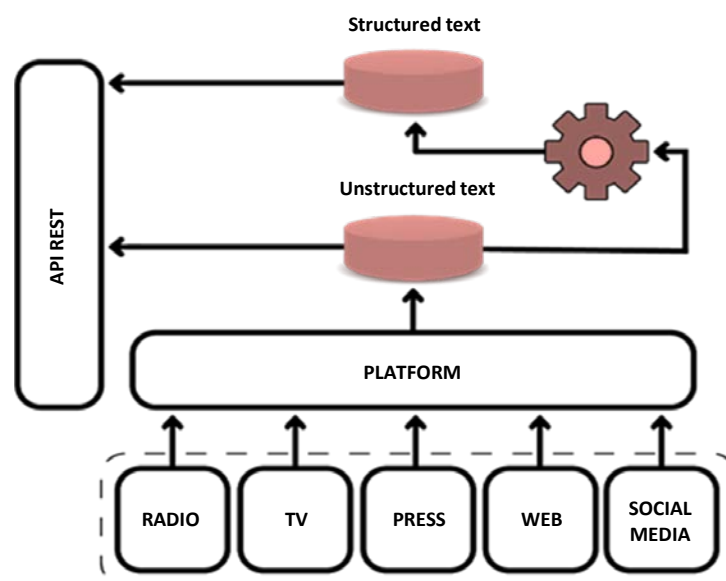 Structured text
Unstructured text
API REST
PLATFORM
RADIO
TV
PRESS
WEB
SOCIAL
MEDIA